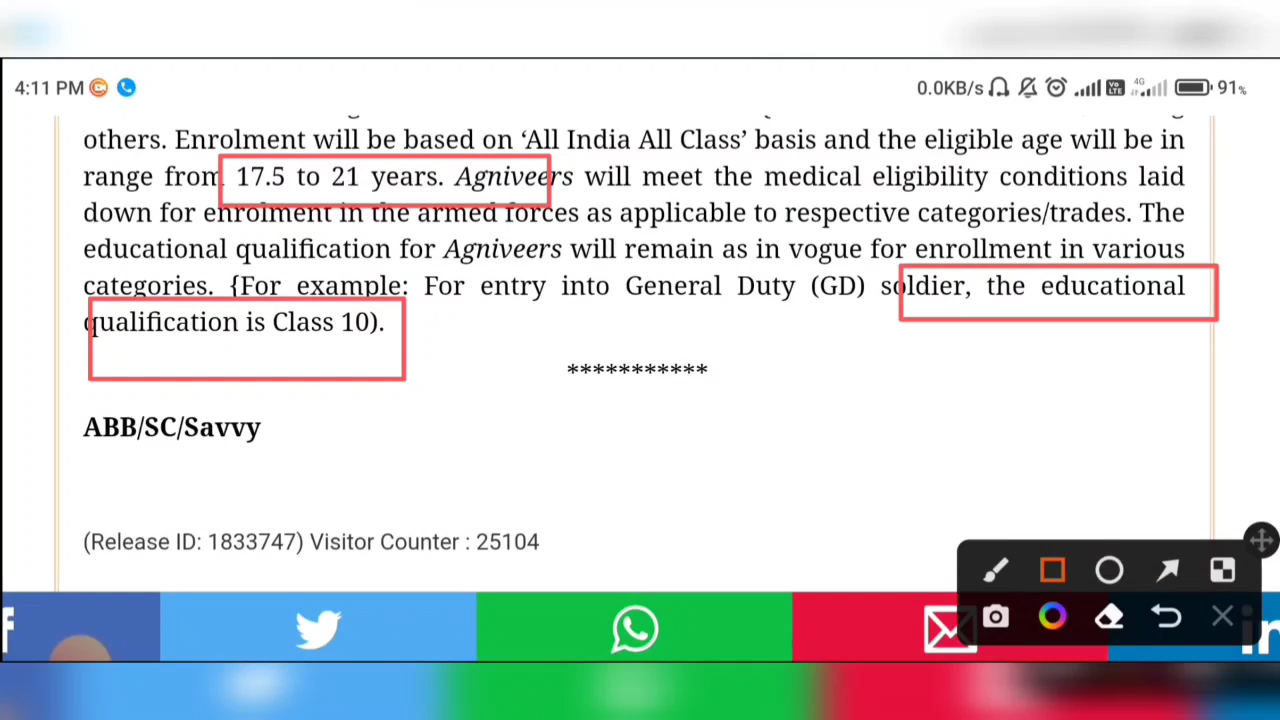 4:11 PM
0.0KB/s
Vo LTE
4G
91%
others. Enrolment will be based on ‘All India All Class’ basis and the eligible age will be in
range from 17.5 to 21 years. Agniveers will meet the medical eligibility conditions laid
down for enrolment in the armed forces as applicable to respective categories/trades. The
educational qualification for Agniveers will remain as in vogue for enrollment in various
categories. {For example: For entry into General Duty (GD) soldier, the educational
qualification is Class 10).
***********
ABB/SC/Savvy
(Release ID: 1833747) Visitor Counter : 25104